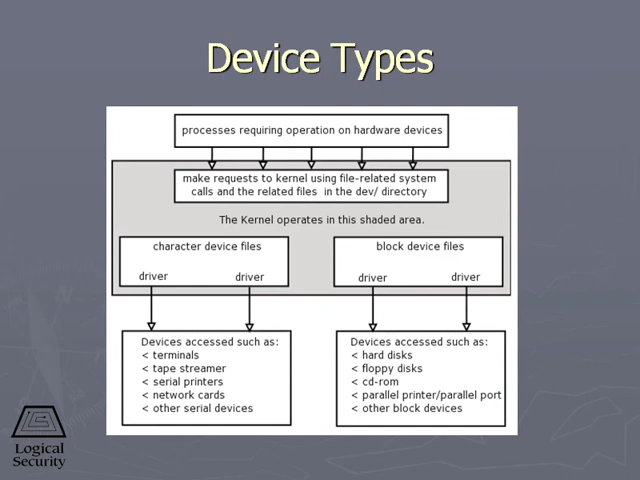 Device Types
processes requiring operation on hardware devices
make requests to kernel using file-related system
calls and the related files in the dev/ directory
The Kernel operates in this shaded area.
character device files
driver
driver
block device files
driver
driver
Devices accessed such as:
< terminals
< tape streamer
< serial printers
< network cards
< other serial devices
Devices accessed such as:
< hard disks
< floppy disks
< cd-rom
< parallel printer/parallel port
< other block devices
Logical
Security